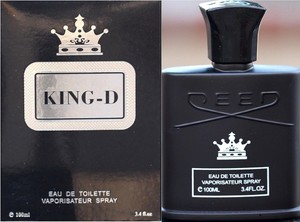 KING-D
EAU DE TOILETTE
VAPORISATEUR SPRAY
℮ 100ml
3.4 fl.oz
REED
EAU DE TOILETTE
℮ 100ML
3.4FL.OZ
VAPORISATEUR SPRAY